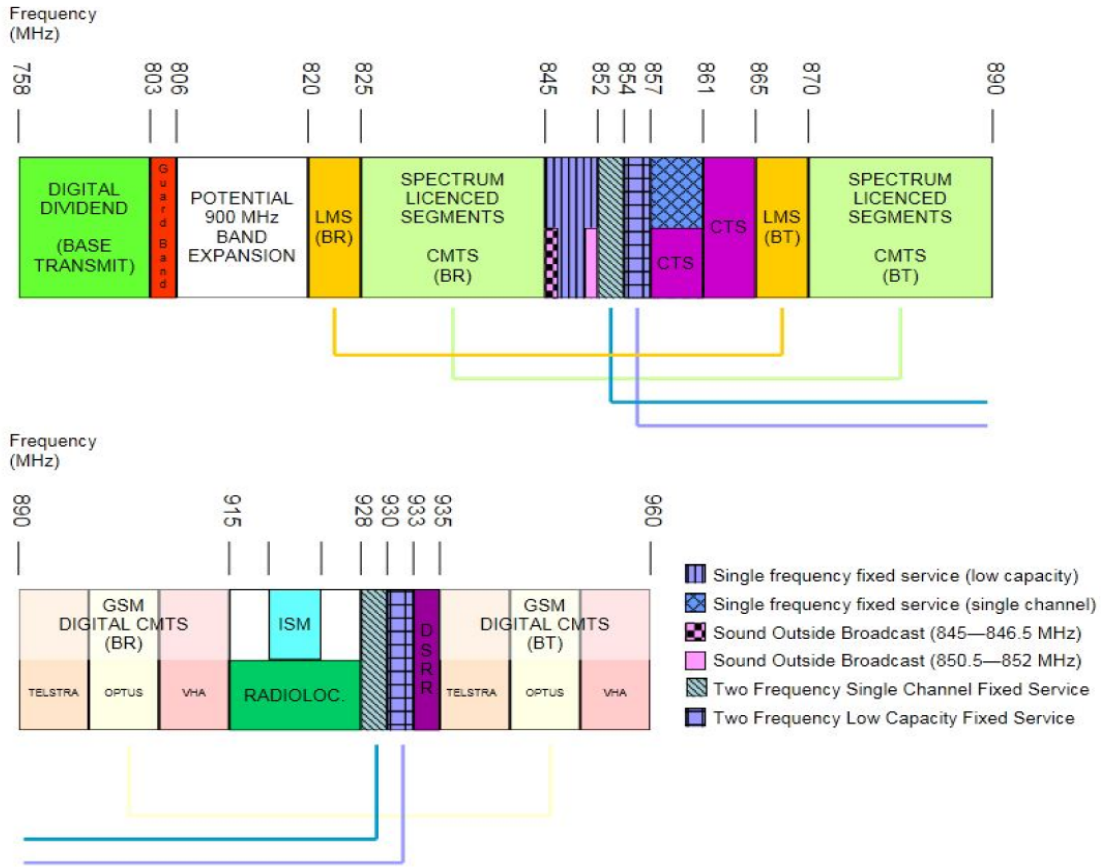 Frequency
(MHz)
758
803
806
820
825
845
852
854
857
861
865
870
890
DIGITAL
DIVIDEND
(BASE
TRANSMIT)
Guard Band
POTENTIAL
900 MHz
BAND
EXPANSION
LMS
(BR)
SPECTRUM
LICENCED
SEGMENTS
CMTS
(BR)
CTS
CTS
LMS
(BT)
SPECTRUM
LICENCED
SEGMENTS
CMTS
(BT)
Frequency
(MHz)
890
915
928
930
933
935
960
GSM
DIGITAL CMTS
(BR)
TELSTRA
OPTUS
VHA
ISM
RADIOLOC.
DSRR
GSM
DIGITAL CMTS
(BT)
TELSTRA
OPTUS
VHA
Single frequency fixed service (low capacity)
Single frequency fixed service (single channel)
Sound Outside Broadcast (845—846.5 MHz)
Sound Outside Broadcast (850.5—852 MHz)
Two Frequency Single Channel Fixed Service
Two Frequency Low Capacity Fixed Service